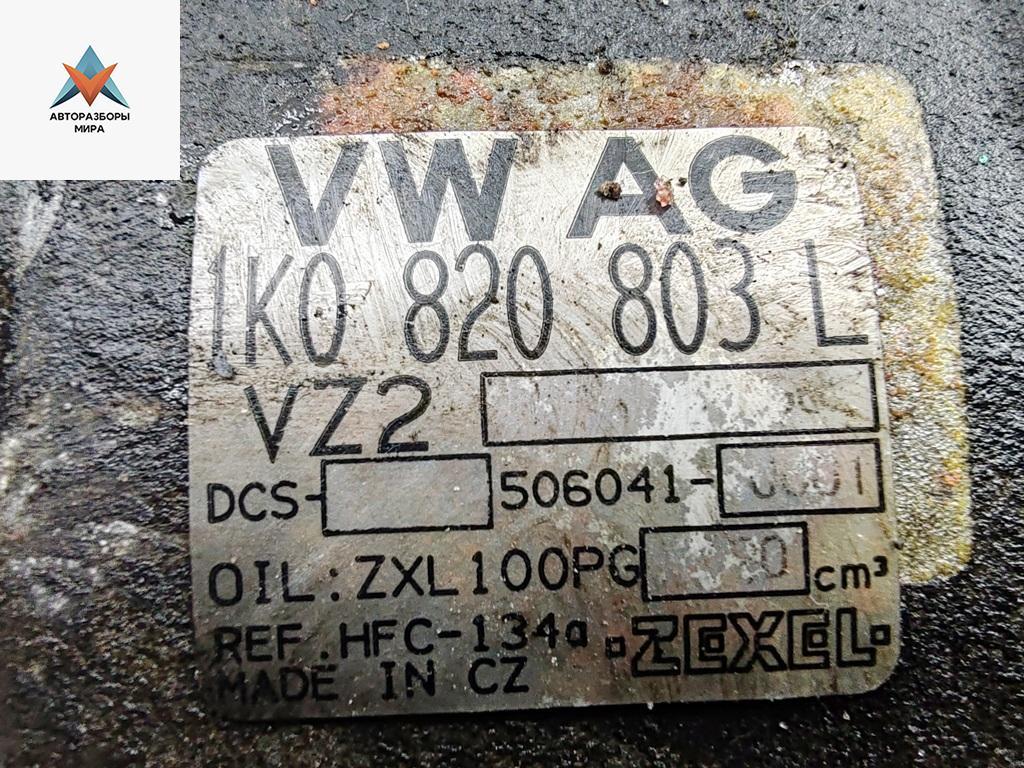 АВТОРАЗБОРЫ
МИРА
VW AG
1K0 820 803 L
VZ2
DCS- 506041-
OIL: ZXL100PG cm³
REF. HFC-134a ZEXEL
MADE IN CZ